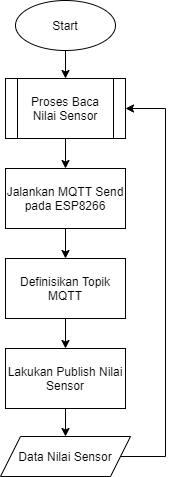 Start
Proses Baca
Nilai Sensor
Jalankan MQTT Send
pada ESP8266
Definisikan Topik
MQTT
Lakukan Publish Nilai
Sensor
Data Nilai Sensor